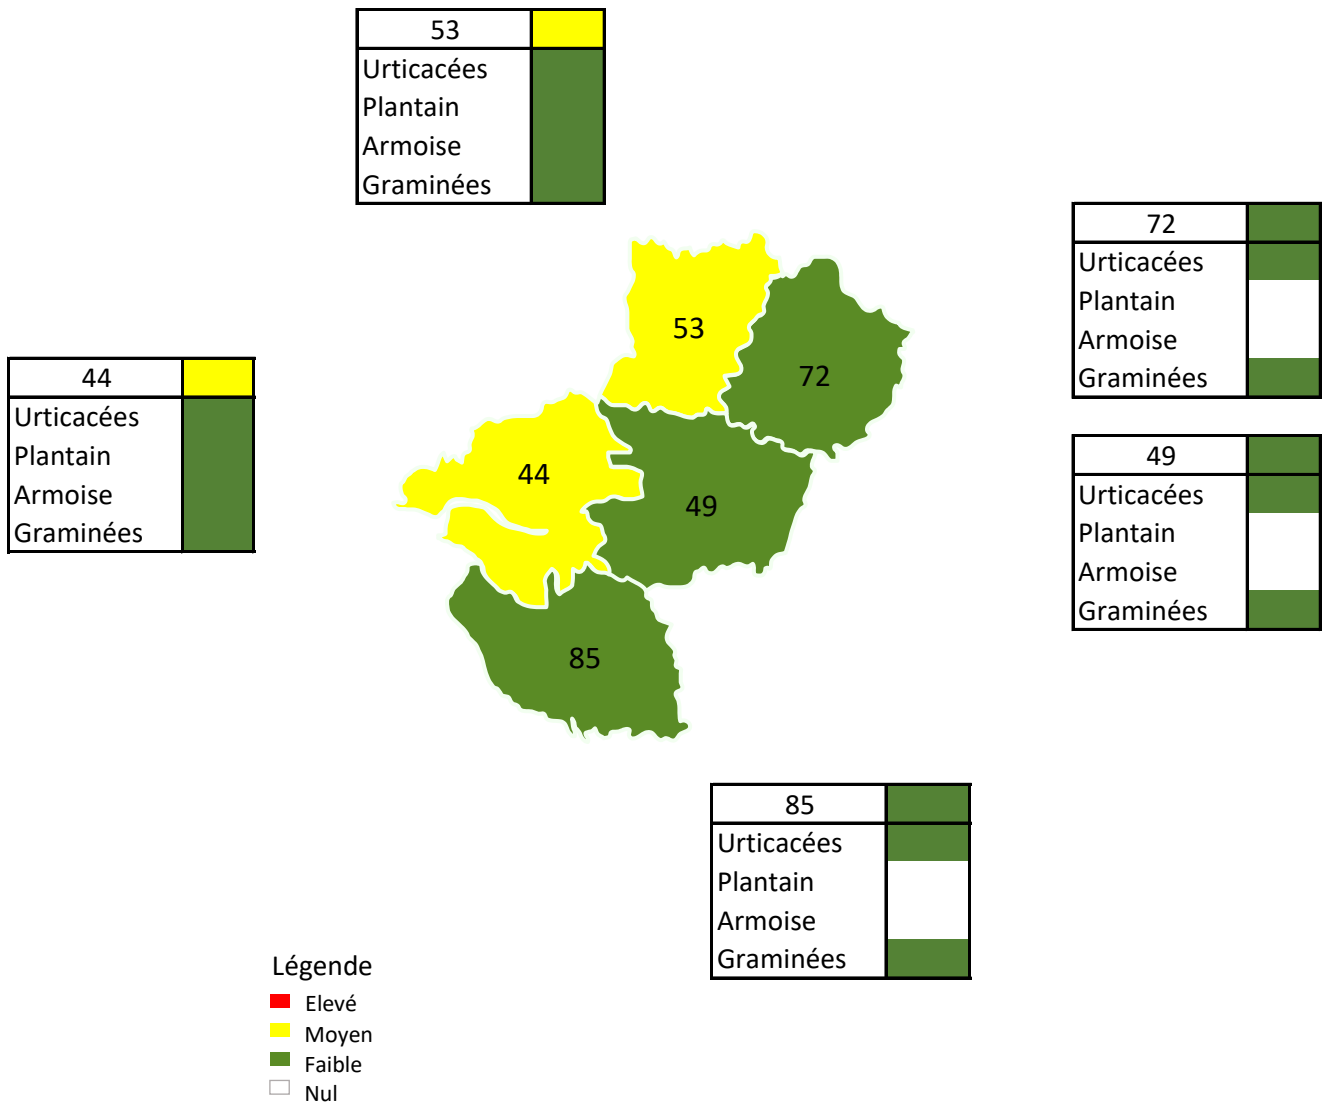 53
Urticacées
Plantain
Armoise
Graminées
72
Urticacées
Plantain
Armoise
Graminées
53
72
44
Urticacées
Plantain
Armoise
Graminées
44
49
49
Urticacées
Plantain
Armoise
Graminées
85
85
Urticacées
Plantain
Armoise
Graminées
Légende
Elevé
Moyen
Faible
Nul